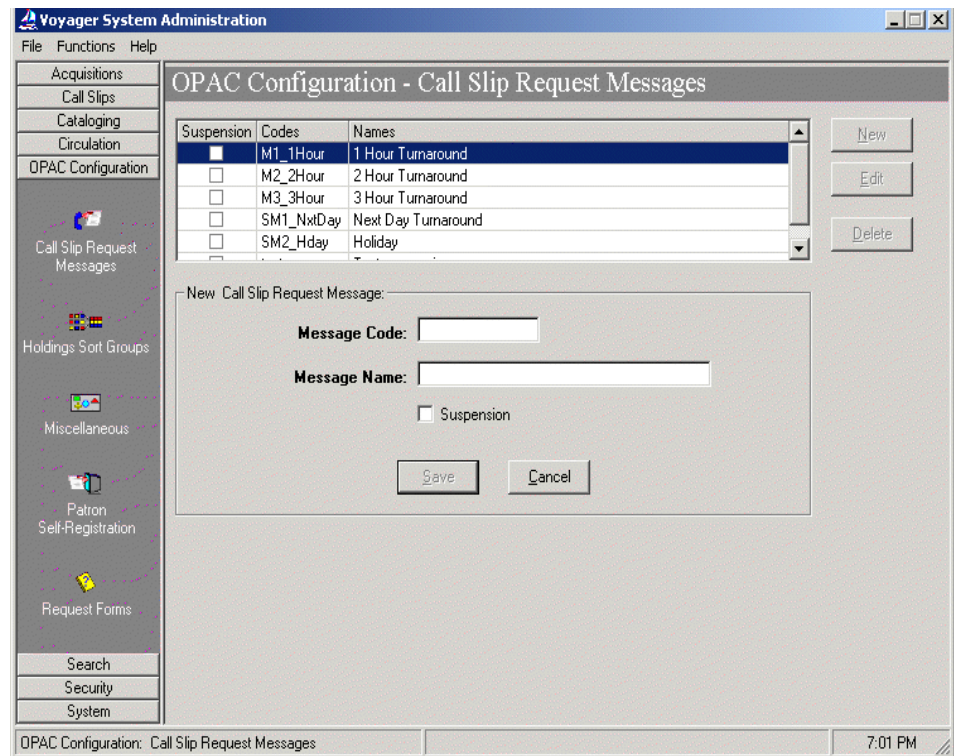 Voyager System Administration
File Functions Help
Acquisitions
Call Slips
Cataloging
Circulation
OPAC Configuration
Call Slip Request
Messages
Holdings Sort Groups
Miscellaneous
Patron
Self-Registration
Request Forms
Search
Security
System
OPAC Configuration - Call Slip Request Messages
Suspension Codes Names
M1_1Hour 1 Hour Turnaround
M2_2Hour 2 Hour Turnaround
M3_3Hour 3 Hour Turnaround
SM1_NxtDay Next Day Turnaround
SM2_Hday Holiday
New
Edit
Delete
New Call Slip Request Message:
Message Code:
Message Name:
Suspension
Save Cancel
OPAC Configuration: Call Slip Request Messages 7:01 PM